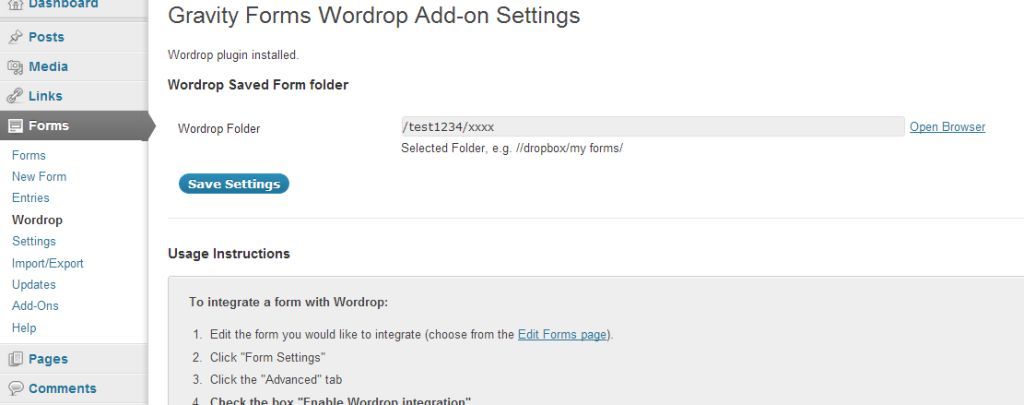 Dashboard
Posts
Media
Links
Forms
Forms
New Form
Entries
Wordrop
Settings
Import/Export
Updates
Add-Ons
Help
Pages
Comments
Gravity Forms Wordrop Add-on Settings
Wordrop plugin installed.
Wordrop Saved Form folder
Wordrop Folder
/test1234/xxxx
Open Browser
Selected Folder, e.g. //dropbox/my forms/
Save Settings
Usage Instructions
To integrate a form with Wordrop:
1. Edit the form you would like to integrate (choose from the Edit Forms page).
2. Click "Form Settings"
3. Click the "Advanced" tab
4. Check the box "Enable Wordrop integration"